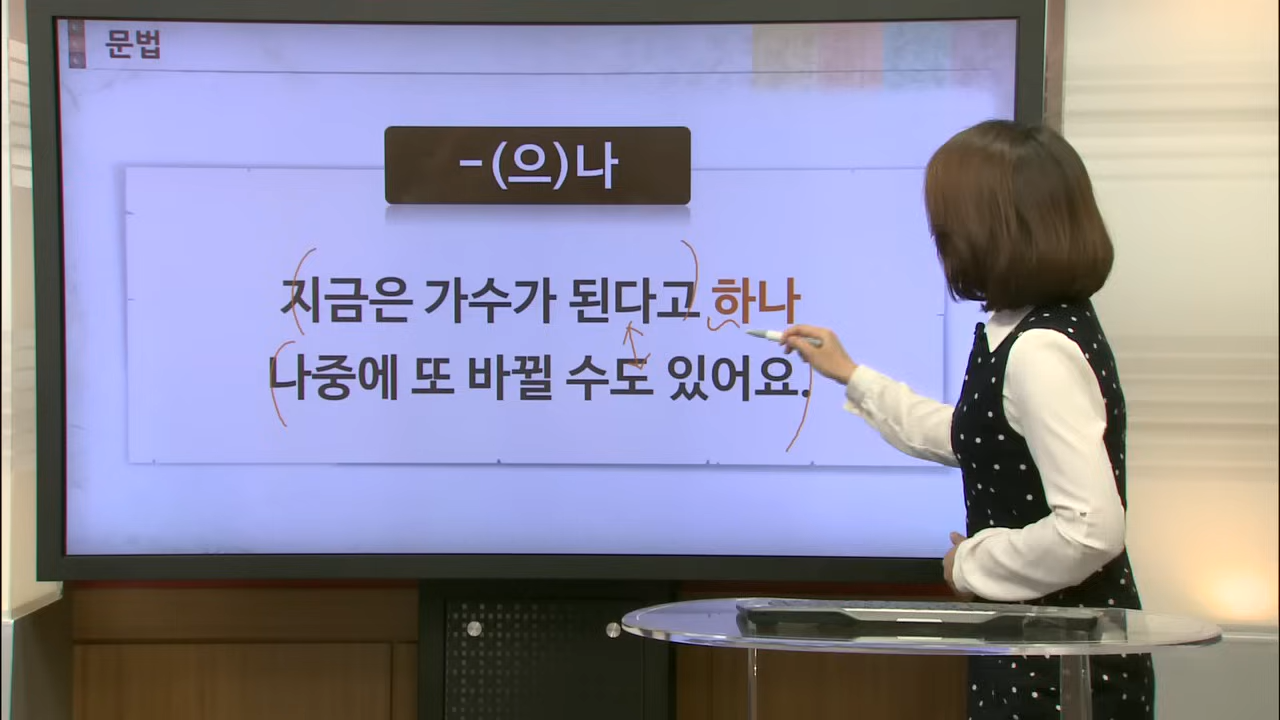 문법
-(으)나
지금은 가수가 된다고 하나
나중에 또 바뀔 수도 있어요.